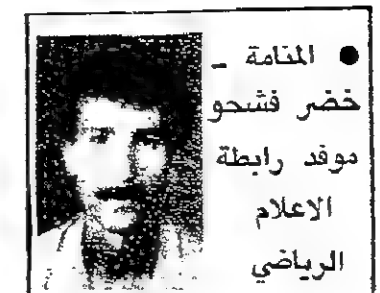 ● المنامة ـ
خضر فشحو
موفد رابطة
الاعلام
الرياضي